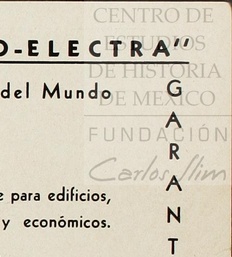 CENTRO DE
ESTUDIOS
DE HISTORIA
DE MEXICO
FUNDACIÓN
Carlos Slim
O-ELECTRA"
del Mundo
e para edificios,
y económicos.
G
A
R
A
N
T